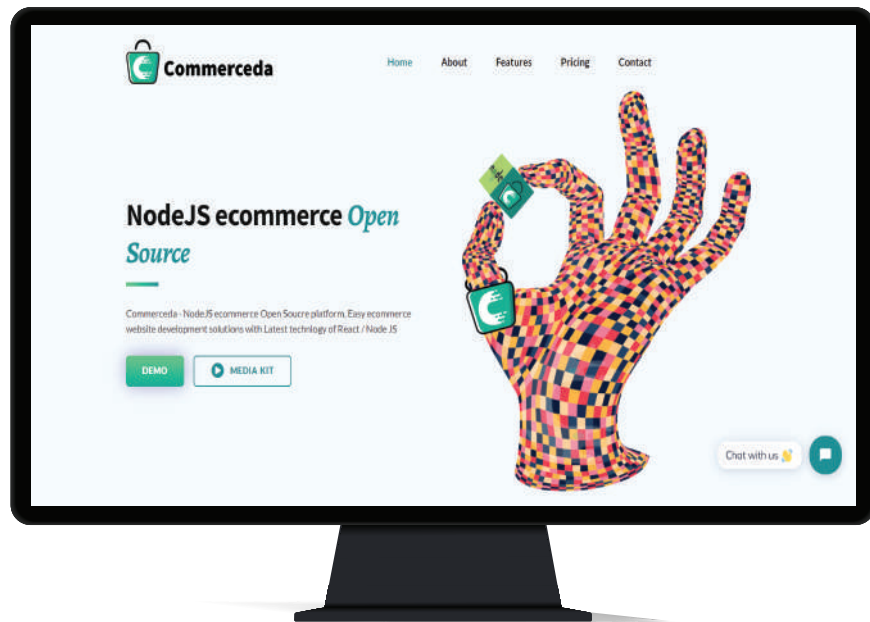 Commerceda
Home About Features Pricing Contact
NodeJS ecommerce Open
Source
Commerceda - NodeJS ecommerce Open Soucre platform. Easy ecommerce
website development solutions with Latest technlogy of React / Node JS
DEMO MEDIA KIT
Chat with us 👋